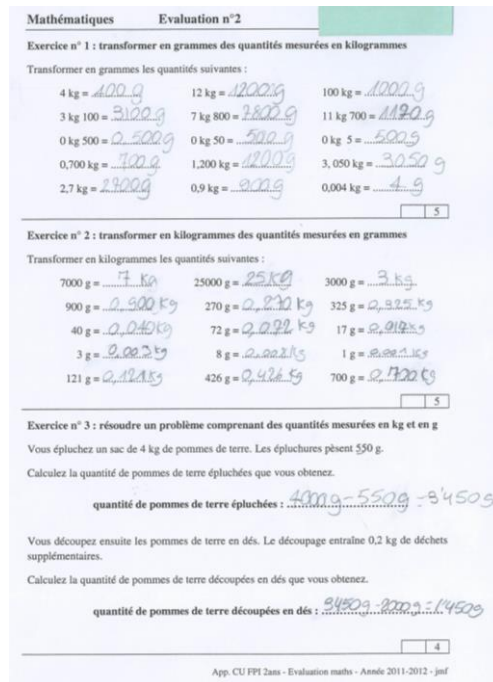 Mathématiques Evaluation n°2
Exercice n° 1 : transformer en grammes des quantités mesurées en kilogrammes
Transformer en grammes les quantités suivantes :
4 kg = 400 g 12 kg = 1200 g 100 kg = 1000 g
3 kg 100 = 3100 g 7 kg 800 = 7800 g 11 kg 700 = 1170 g
0 kg 500 = 0.500 g 0 kg 50 = 500 g 0 kg 5 = 500 g
0,700 kg = 700 g 1,200 kg = 1200 g 3, 050 kg = 3050 g
2,7 kg = 2700 g 0,9 kg = 900 g 0,004 kg = 4 g
5
Exercice n° 2 : transformer en kilogrammes des quantités mesurées en grammes
Transformer en kilogrammes les quantités suivantes :
7000 g = 7 Kg 25000 g = 25 Kg 3000 g = 3 kg
900 g = 0,900 Kg 270 g = 0,270 Kg 325 g = 0,325 Kg
40 g = 0,040 Kg 72 g = 0,072 Kg 17 g = 0,017 Kg
3 g = 0,003 Kg 8 g = 0.008 Kg 1 g = 0.001 Kg
121 g = 0,121 Kg 426 g = 0,426 Kg 700 g = 0,700 Kg
5
Exercice n° 3 : résoudre un problème comprenant des quantités mesurées en kg et en g
Vous épluchez un sac de 4 kg de pommes de terre. Les épluchures pèsent 550 g.
Calculez la quantité de pommes de terre épluchées que vous obtenez.
quantité de pommes de terre épluchées : 4000 g - 550 g = 3'450 g
Vous découpez ensuite les pommes de terre en dés. Le découpage entraîne 0,2 kg de déchets
supplémentaires.
Calculez la quantité de pommes de terre découpées en dés que vous obtenez.
quantité de pommes de terre découpées en dés : 3450 g - 2000 g = 1'450 g
4
App. CU FPI 2ans - Evaluation maths - Année 2011-2012 - jmf